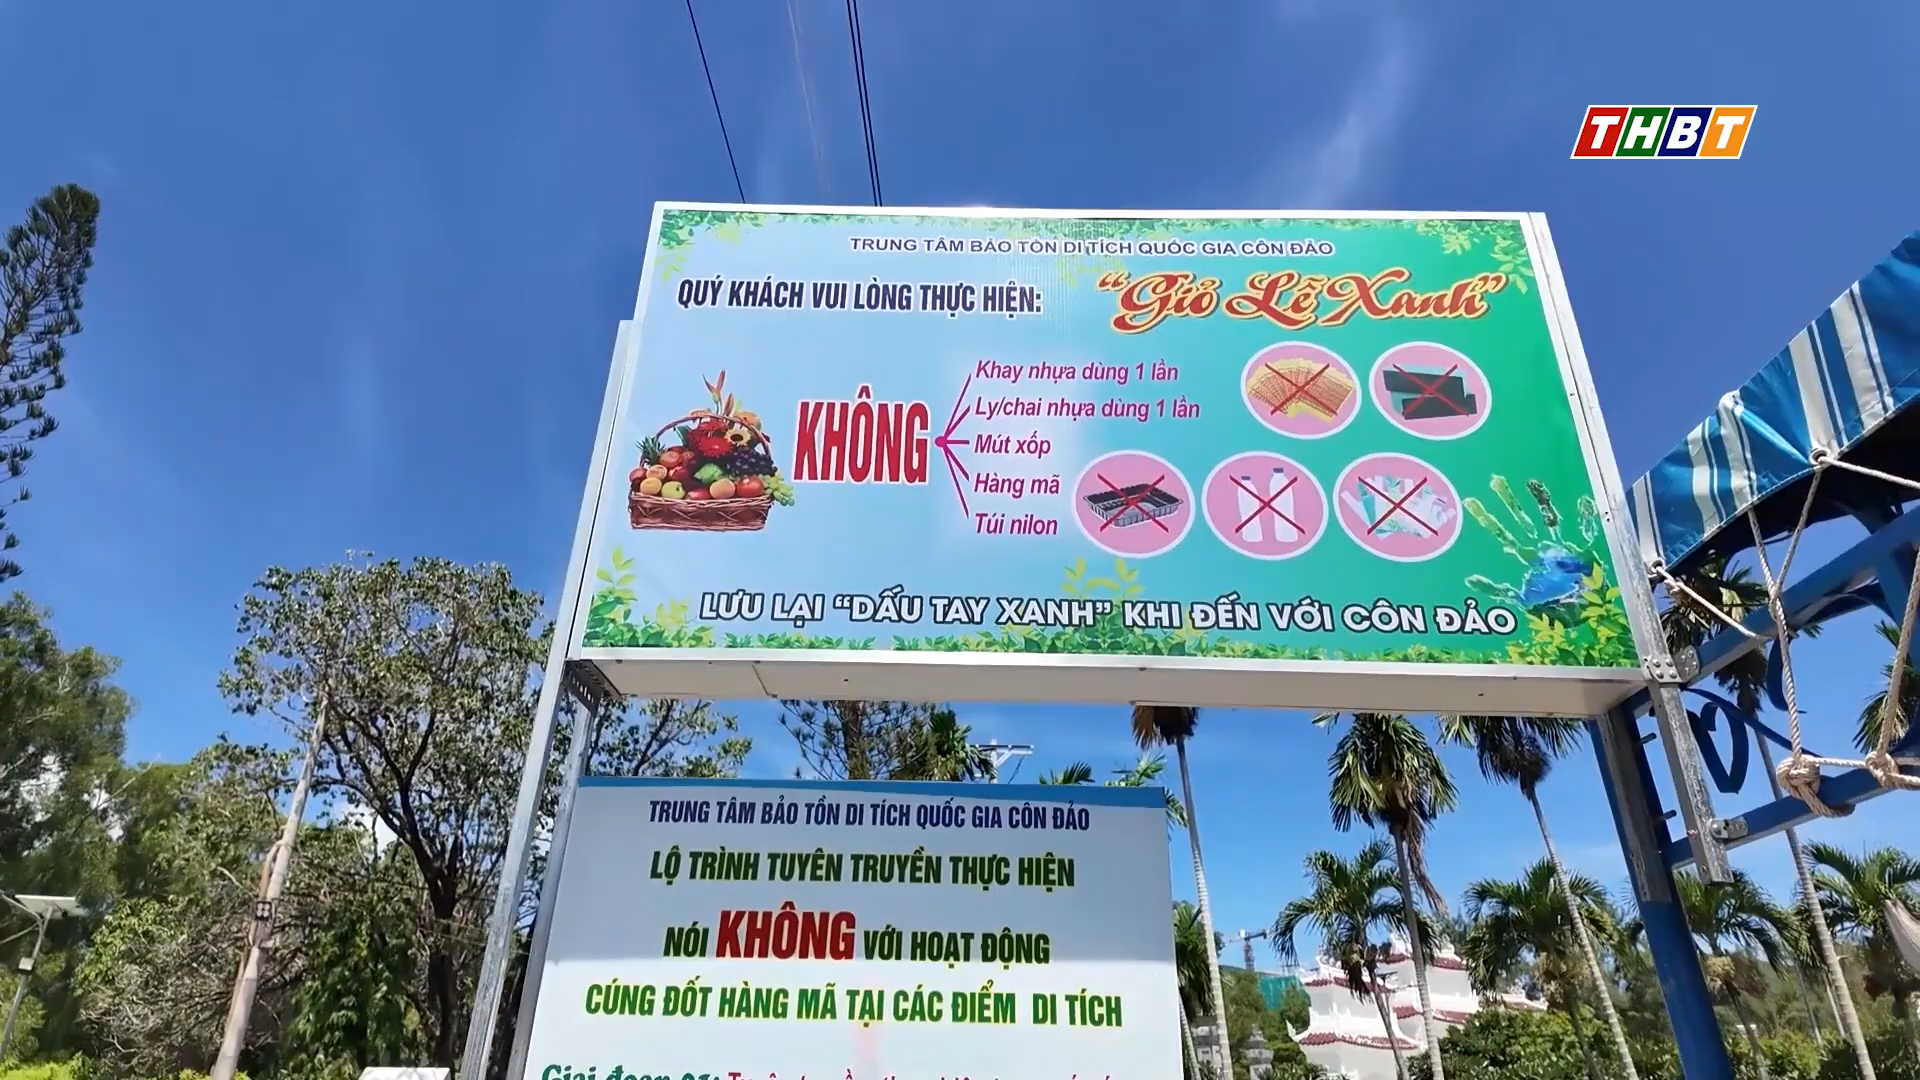 THBT
TRUNG TÂM BẢO TỒN DI TÍCH QUỐC GIA CÔN ĐẢO
QUÝ KHÁCH VUI LÒNG THỰC HIỆN:
“Giỏ Lễ Xanh”
KHÔNG
Khay nhựa dùng 1 lần
Ly/chai nhựa dùng 1 lần
Mút xốp
Hàng mã
Túi nilon
LƯU LẠI “DẤU TAY XANH” KHI ĐẾN VỚI CÔN ĐẢO
TRUNG TÂM BẢO TỒN DI TÍCH QUỐC GIA CÔN ĐẢO
LỘ TRÌNH TUYÊN TRUYỀN THỰC HIỆN
NÓI KHÔNG VỚI HOẠT ĐỘNG
CÚNG ĐỐT HÀNG MÃ TẠI CÁC ĐIỂM DI TÍCH
Giai đoạn 01: